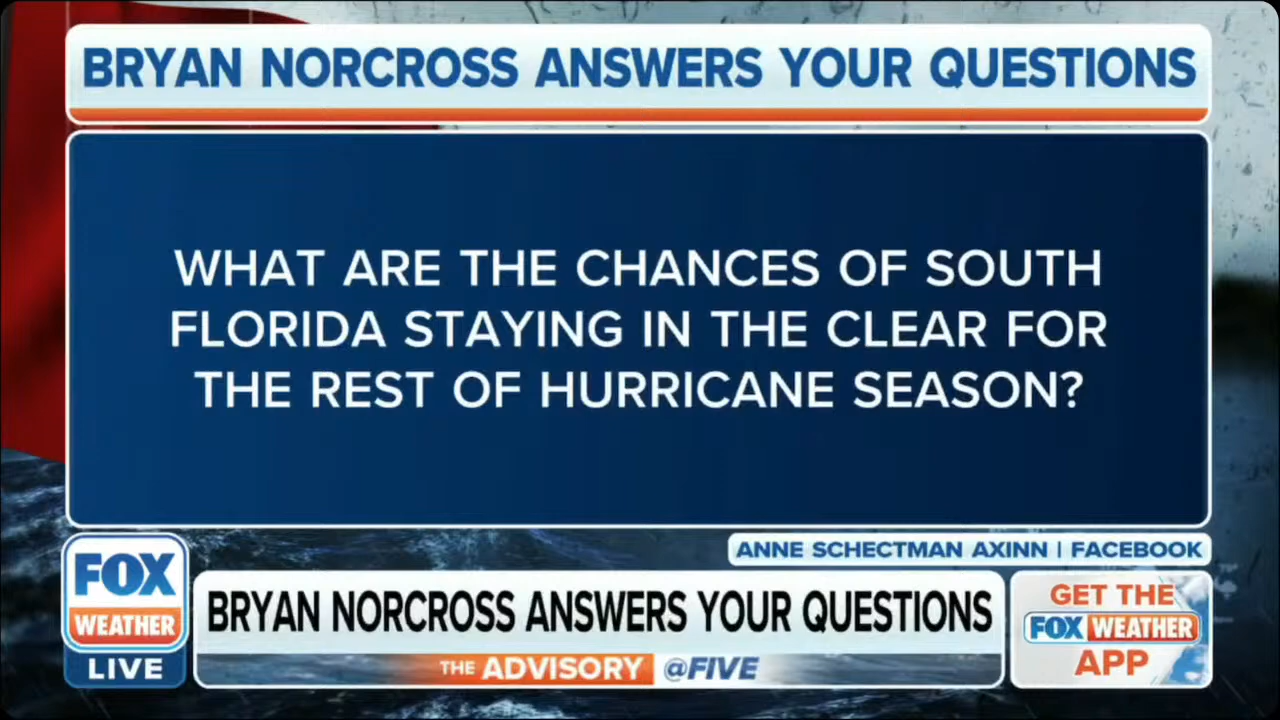 BRYAN NORCROSS ANSWERS YOUR QUESTIONS
WHAT ARE THE CHANCES OF SOUTH
FLORIDA STAYING IN THE CLEAR FOR
THE REST OF HURRICANE SEASON?
ANNE SCHECTMAN AXINN | FACEBOOK
FOX
WEATHER
LIVE
BRYAN NORCROSS ANSWERS YOUR QUESTIONS
THE ADVISORY @FIVE
GET THE
FOX WEATHER
APP